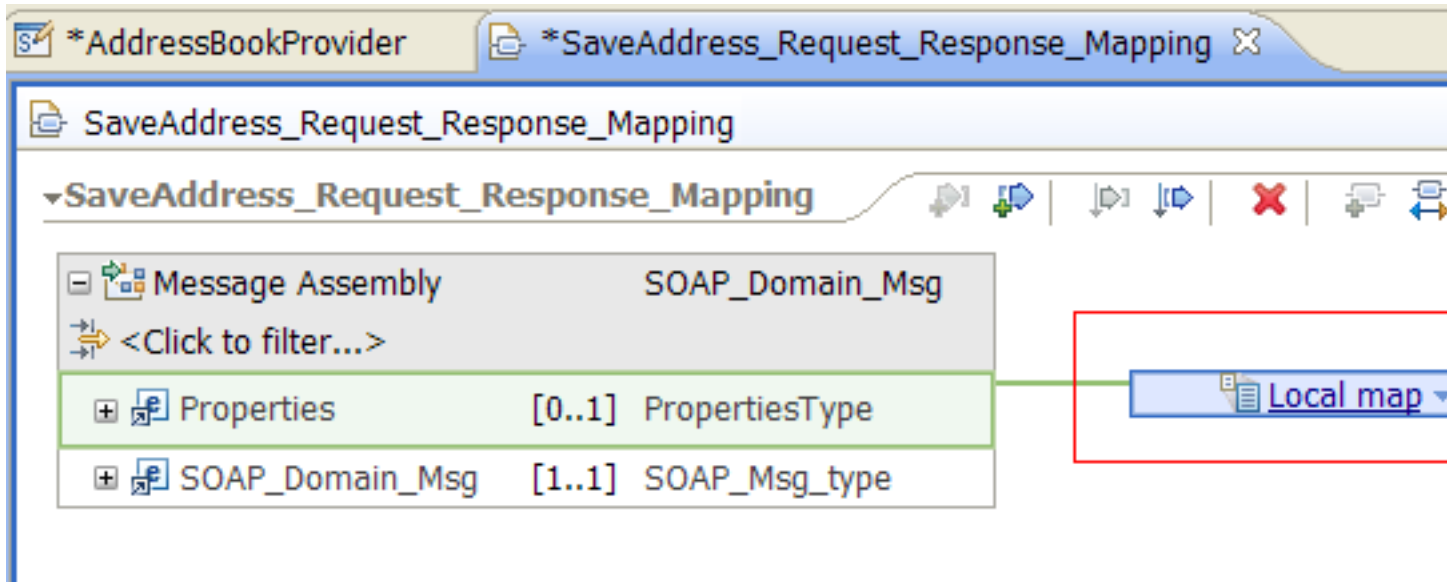 *AddressBookProvider *SaveAddress_Request_Response_Mapping
SaveAddress_Request_Response_Mapping
SaveAddress_Request_Response_Mapping
Message Assembly SOAP_Domain_Msg
<Click to filter...>
Properties [0..1] PropertiesType
Local map
SOAP_Domain_Msg [1..1] SOAP_Msg_type